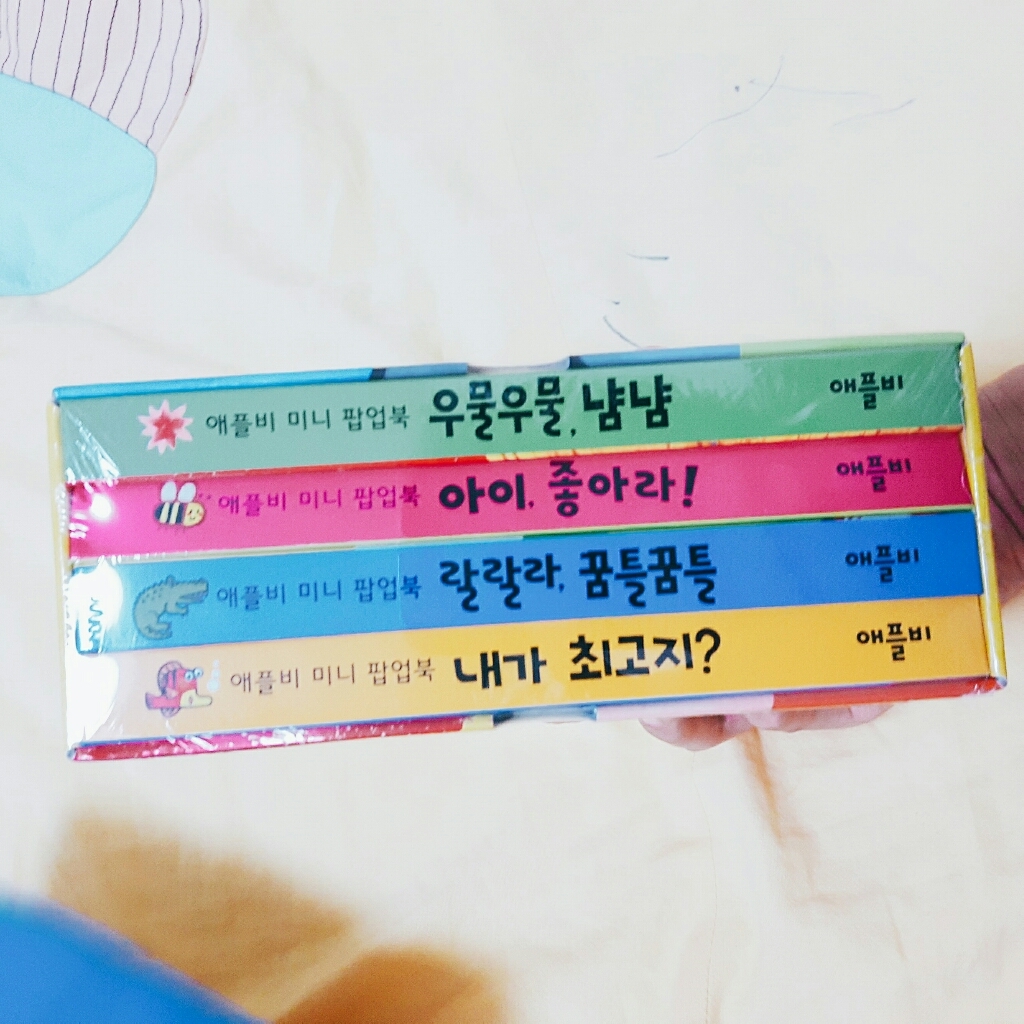 애플비 미니 팝업북 우물우물, 냠냠 애플비
애플비 미니 팝업북 아이, 좋아라! 애플비
애플비 미니 팝업북 랄랄라, 꿈틀꿈틀 애플비
애플비 미니 팝업북 내가 최고지? 애플비